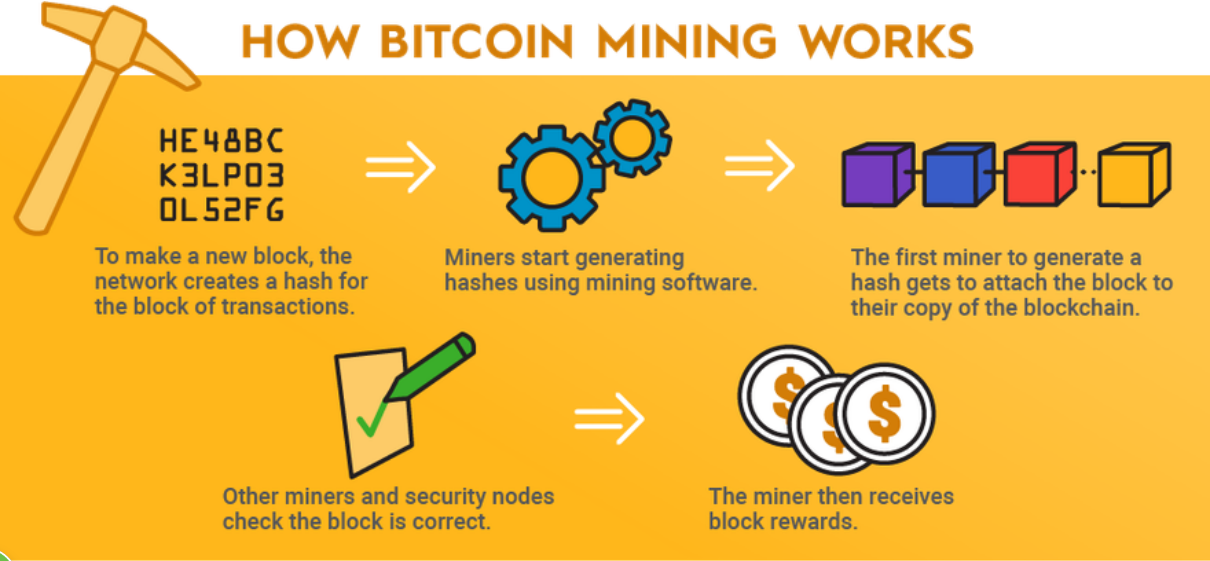 HOW BITCOIN MINING WORKS
HE48BC
K3LP03
0L52FG
To make a new block, the
network creates a hash for
the block of transactions.
Miners start generating
hashes using mining software.
The first miner to generate a
hash gets to attach the block to
their copy of the blockchain.
Other miners and security nodes
check the block is correct.
$ $ $
The miner then receives
block rewards.